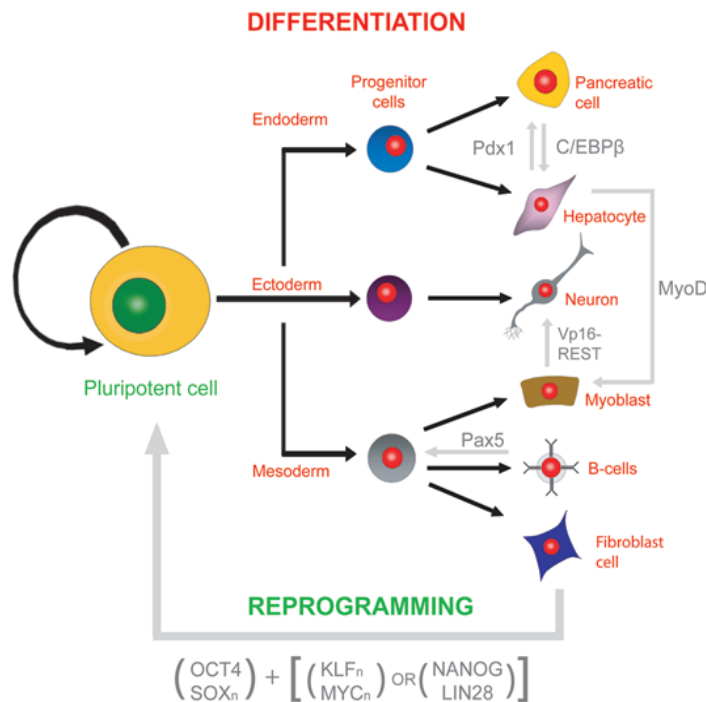 DIFFERENTIATION
Progenitor
cells
Pancreatic
cell
Endoderm
Pdx1
C/EBPβ
Hepatocyte
Ectoderm
Neuron
MyoD
Vp16-
REST
Pluripotent cell
Myoblast
Pax5
Mesoderm
B-cells
Fibroblast
cell
REPROGRAMMING
(OCT4 SOXn) + [(KLFn MYCn) OR (NANOG LIN28)]